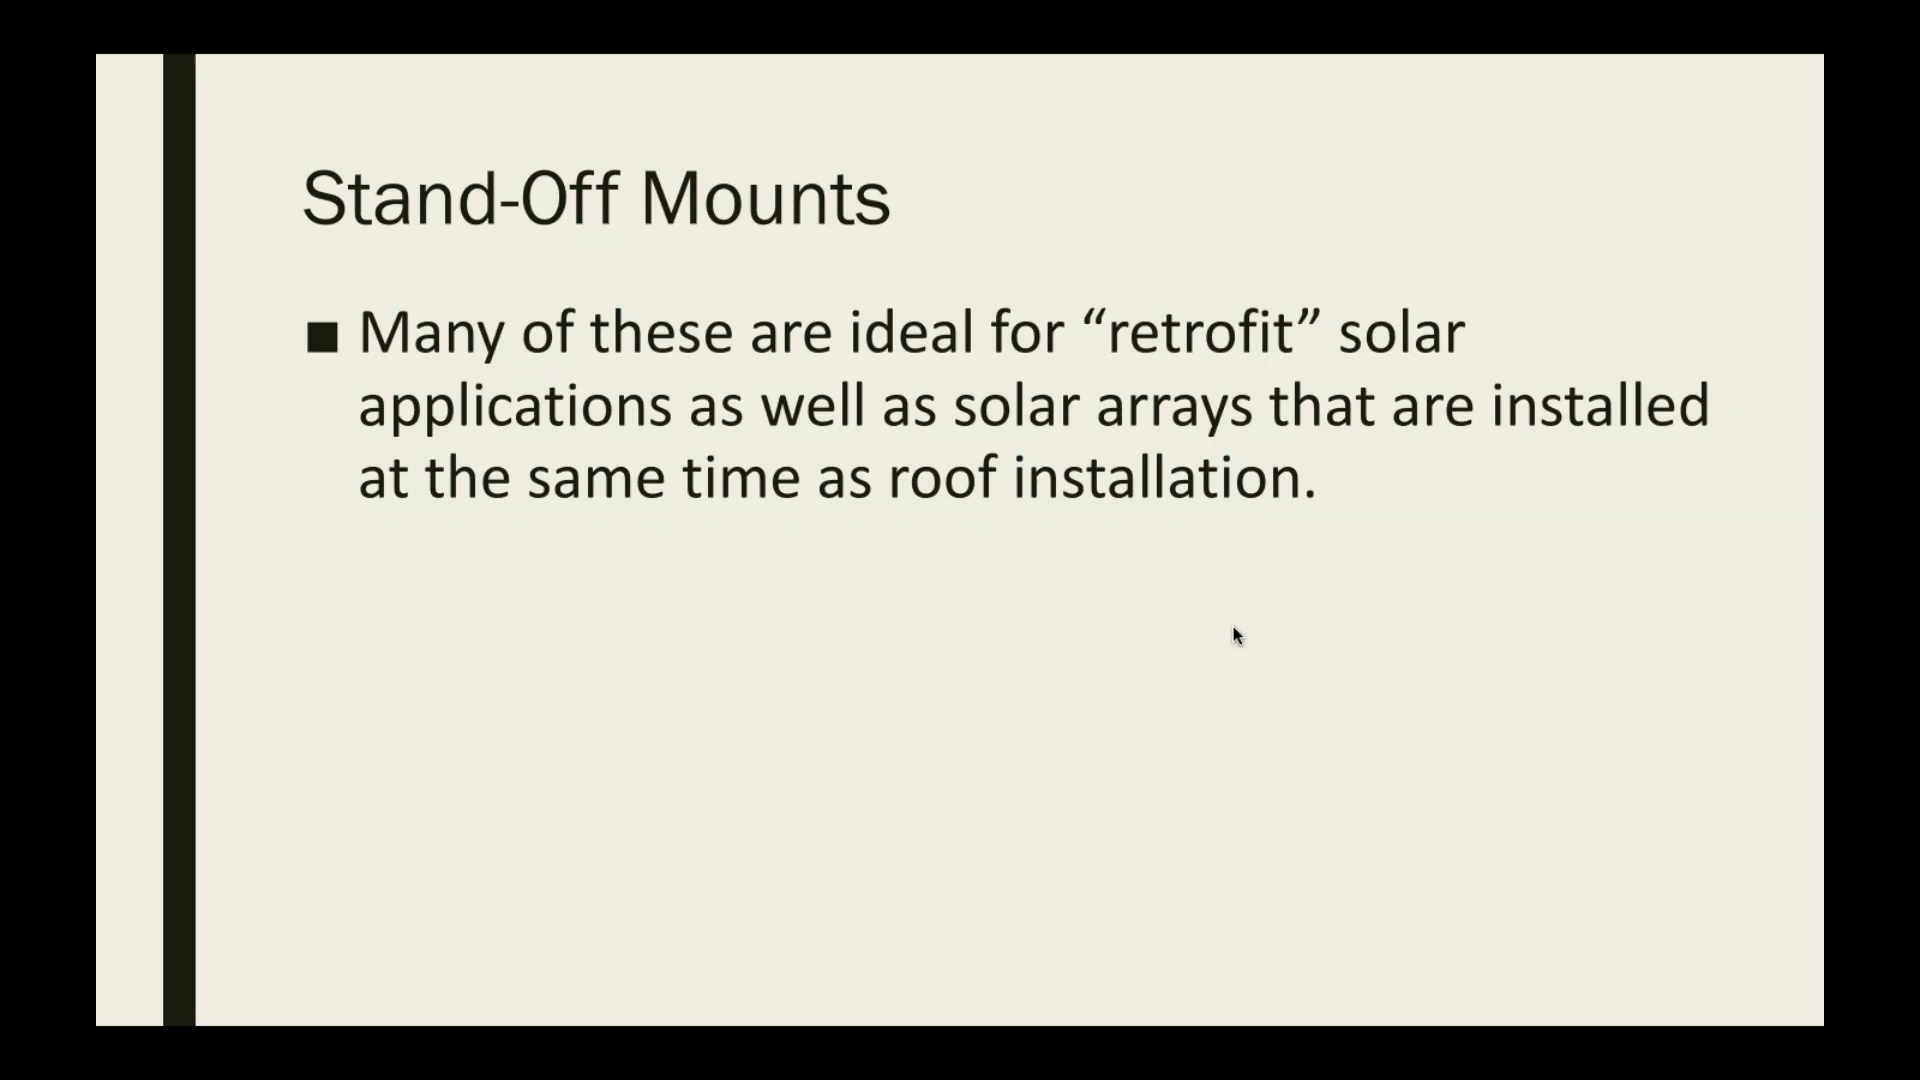 Stand-Off Mounts
■ Many of these are ideal for “retrofit” solar
applications as well as solar arrays that are installed
at the same time as roof installation.